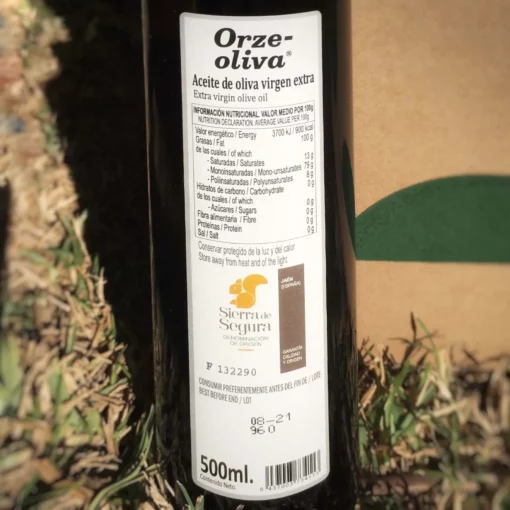 Orze-
oliva®
Aceite de oliva virgen extra
Extra virgin olive oil
INFORMACIÓN NUTRICIONAL. VALOR MEDIO POR 100g
NUTRITION DECLARATION. AVERAGE VALUE PER 100g
Valor energético / Energy 3700 kJ / 900 kcal
Grasas / Fat 100 g
de las cuales / of which
- Saturadas / Saturates 13 g
- Monoinsaturadas / Mono-unsaturates 79 g
- Poliinsaturadas / Polyunsaturates 8 g
Hidratos de carbono / Carbohydrate 0 g
de los cuales / of which
- Azúcares / Sugars 0 g
Fibra alimentaria / Fibre 0 g
Proteínas / Protein 0 g
Sal / Salt 0 g
Conservar protegido de la luz y del calor
Store away from heat and of the light
JAÉN
(ESPAÑA)
Sierra de
Segura
DENOMINACIÓN
DE ORIGEN
GARANTÍA
CALIDAD
Y ORIGEN
F 132290
CONSUMIR PREFERENTEMENTE ANTES DEL FIN DE / LOTE
BEST BEFORE END / LOT
08-21
960
500ml.
Contenido Neto.